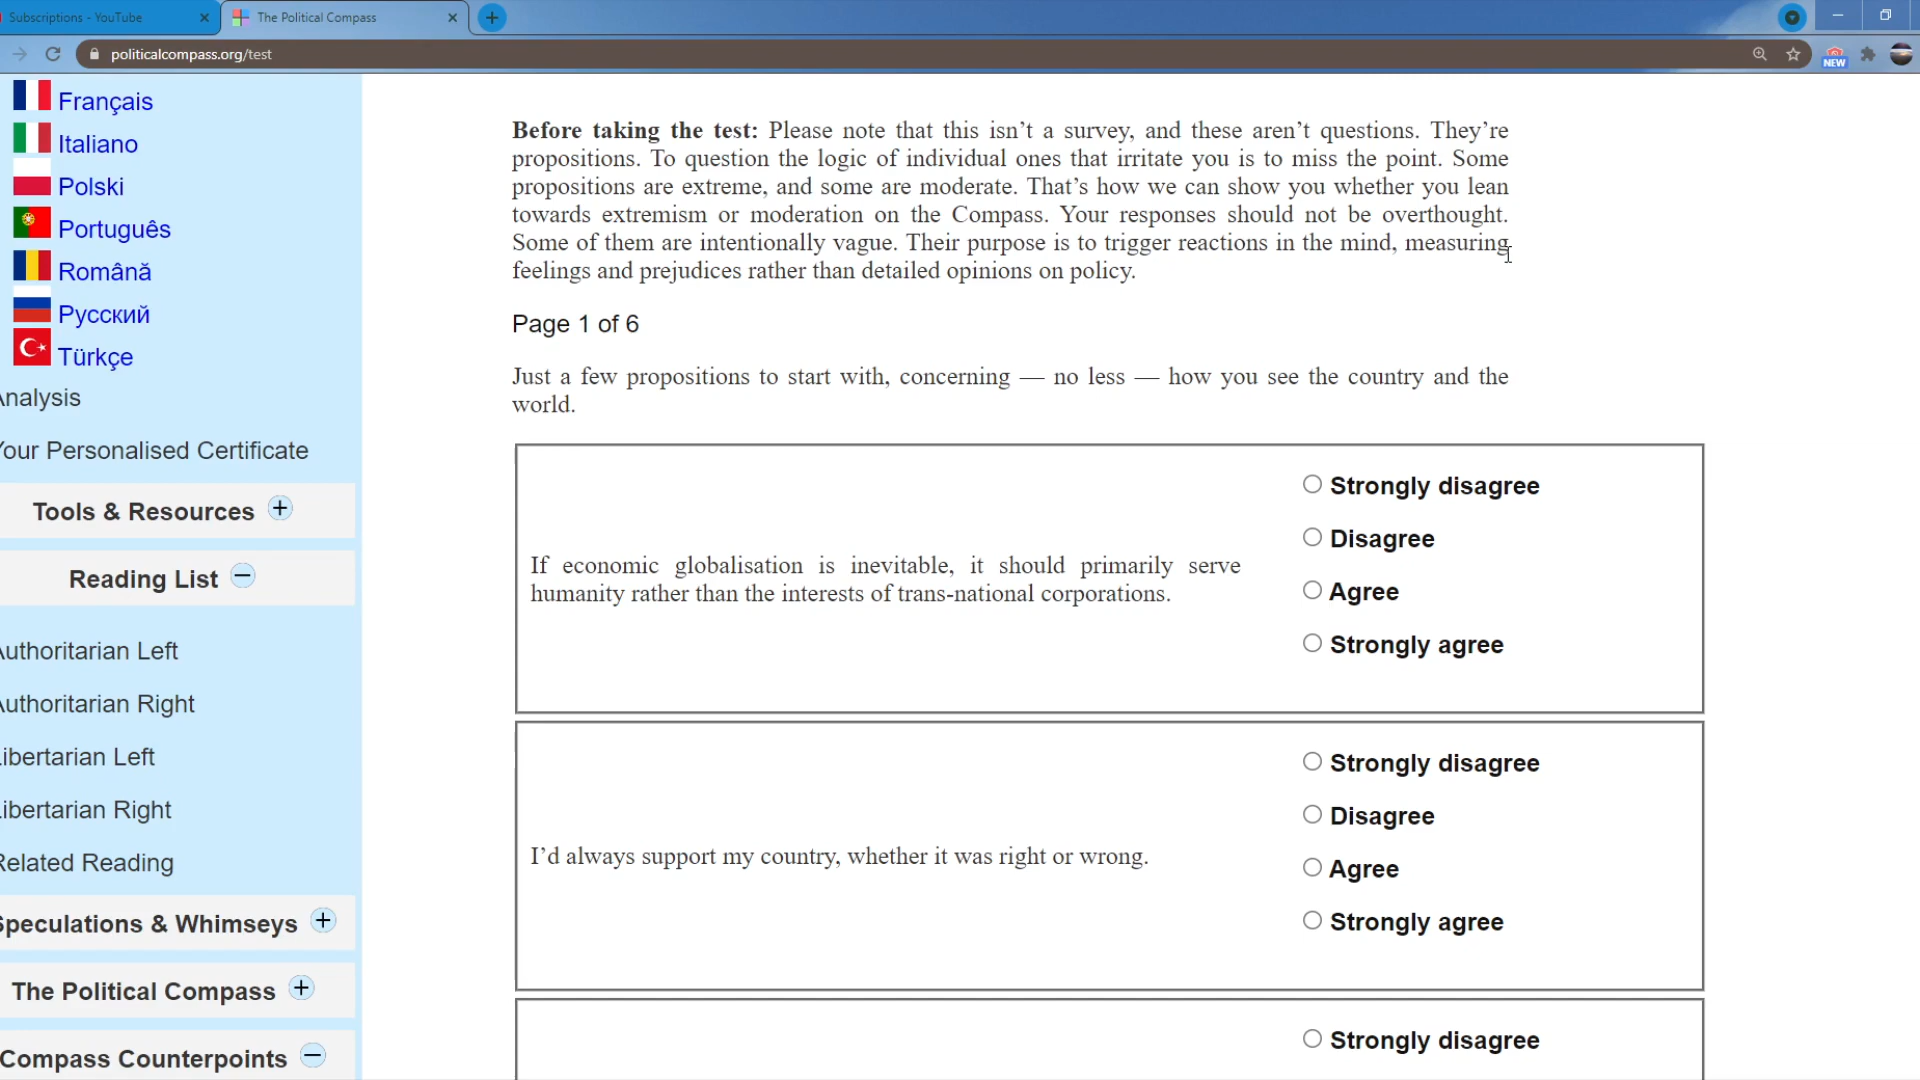 Subscriptions - YouTube
The Political Compass
politicalcompass.org/test
NEW
Français
Italiano
Polski
Português
Română
Русский
Türkçe
Analysis
Your Personalised Certificate
Tools & Resources
Reading List
Authoritarian Left
Authoritarian Right
Libertarian Left
Libertarian Right
Related Reading
Speculations & Whimseys
The Political Compass
Compass Counterpoints
Before taking the test: Please note that this isn’t a survey, and these aren’t questions. They’re
propositions. To question the logic of individual ones that irritate you is to miss the point. Some
propositions are extreme, and some are moderate. That’s how we can show you whether you lean
towards extremism or moderation on the Compass. Your responses should not be overthought.
Some of them are intentionally vague. Their purpose is to trigger reactions in the mind, measuring
feelings and prejudices rather than detailed opinions on policy.
Page 1 of 6
Just a few propositions to start with, concerning — no less — how you see the country and the
world.
If economic globalisation is inevitable, it should primarily serve
humanity rather than the interests of trans-national corporations.
Strongly disagree
Disagree
Agree
Strongly agree
I’d always support my country, whether it was right or wrong.
Strongly disagree
Disagree
Agree
Strongly agree
Strongly disagree